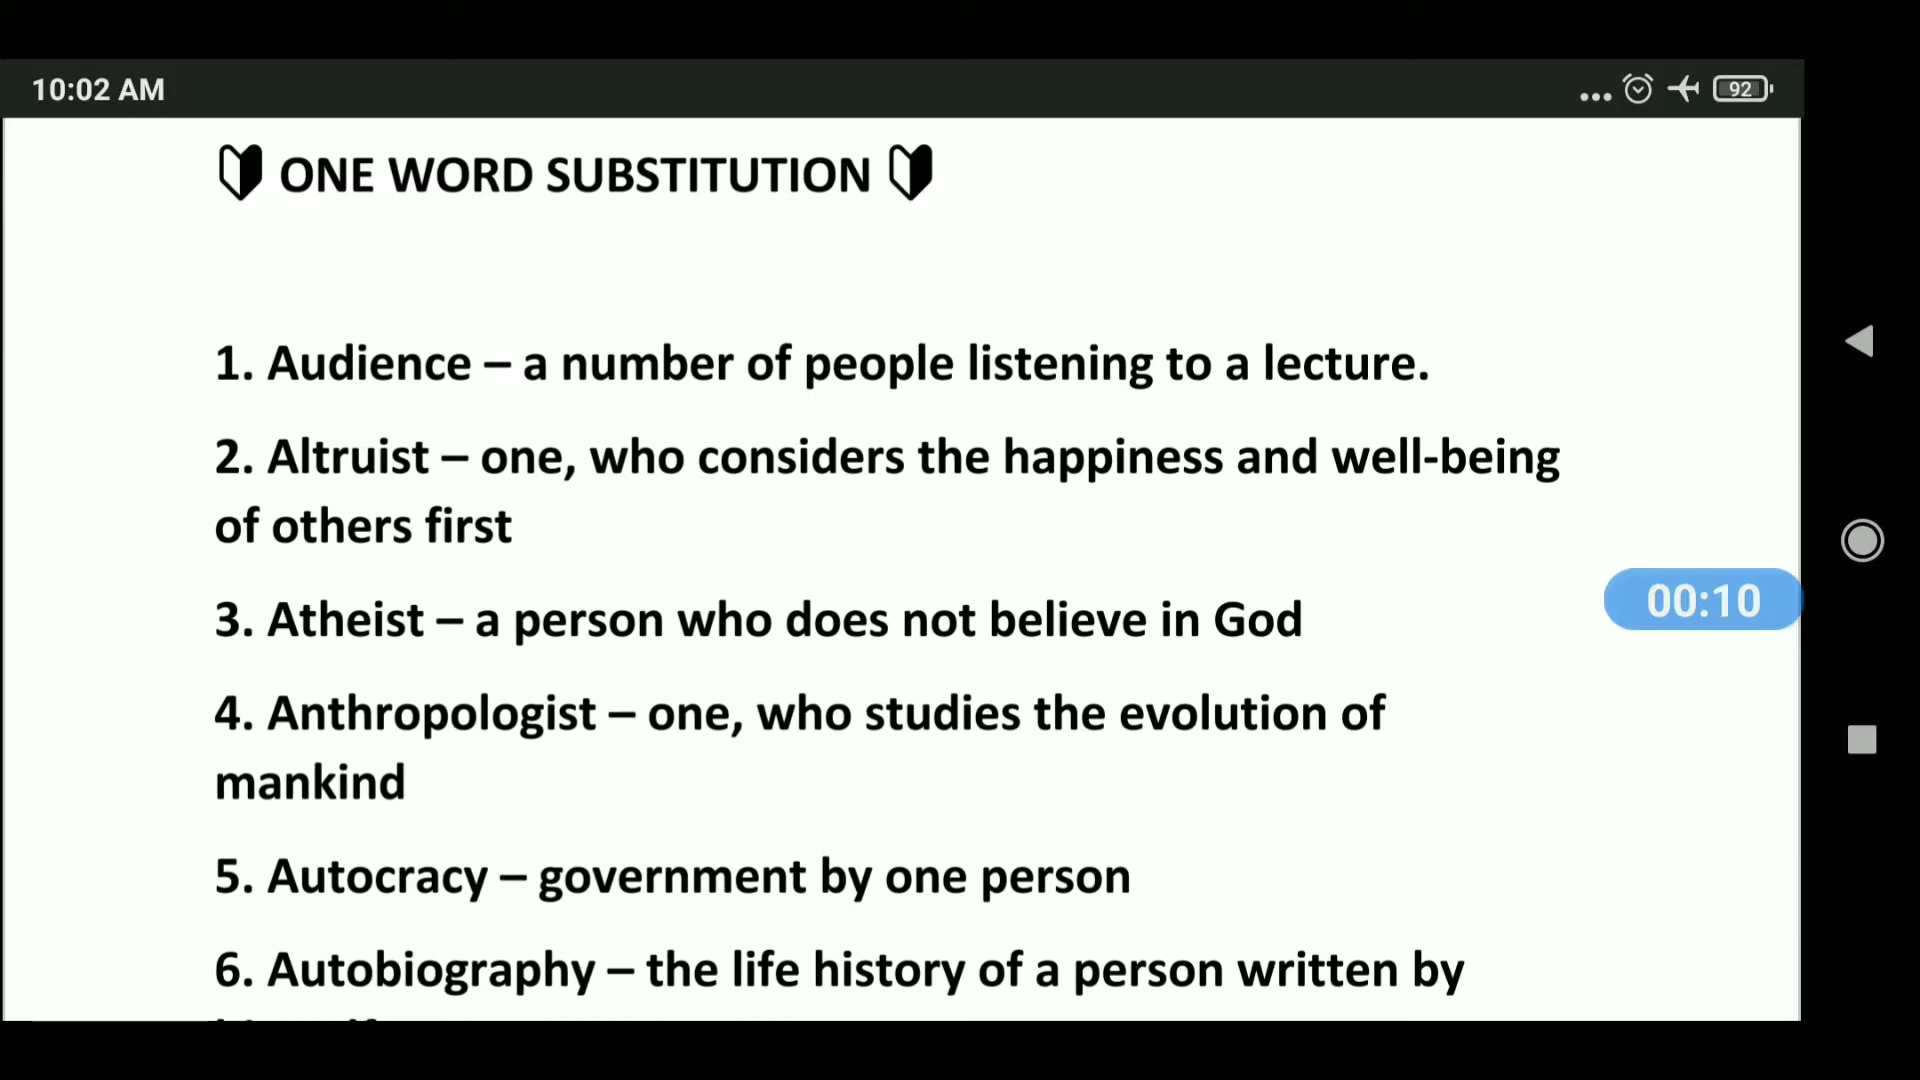 10:02 AM
92
🔰 ONE WORD SUBSTITUTION 🔰
1. Audience – a number of people listening to a lecture.
2. Altruist – one, who considers the happiness and well-being
of others first
3. Atheist – a person who does not believe in God
00:10
4. Anthropologist – one, who studies the evolution of
mankind
5. Autocracy – government by one person
6. Autobiography – the life history of a person written by